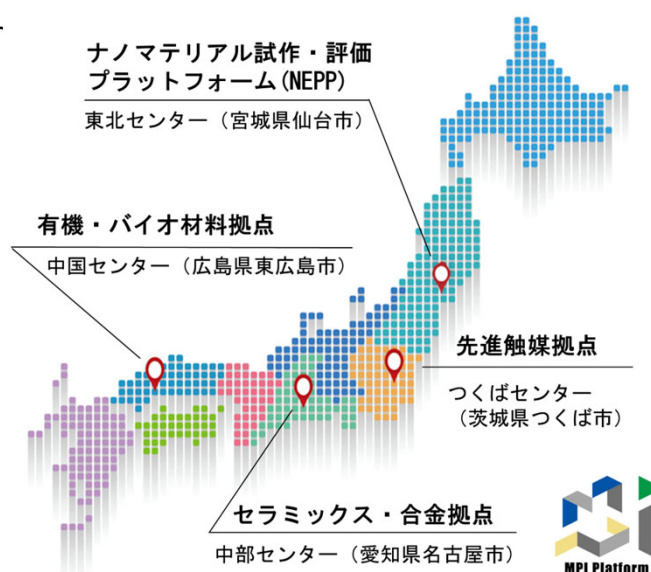 ナノマテリアル試作・評価
プラットフォーム(NEPP)
東北センター（宮城県仙台市）
有機・バイオ材料拠点
中国センター（広島県東広島市）
先進触媒拠点
つくばセンター
（茨城県つくば市）
セラミックス・合金拠点
中部センター（愛知県名古屋市）
MPI Platform